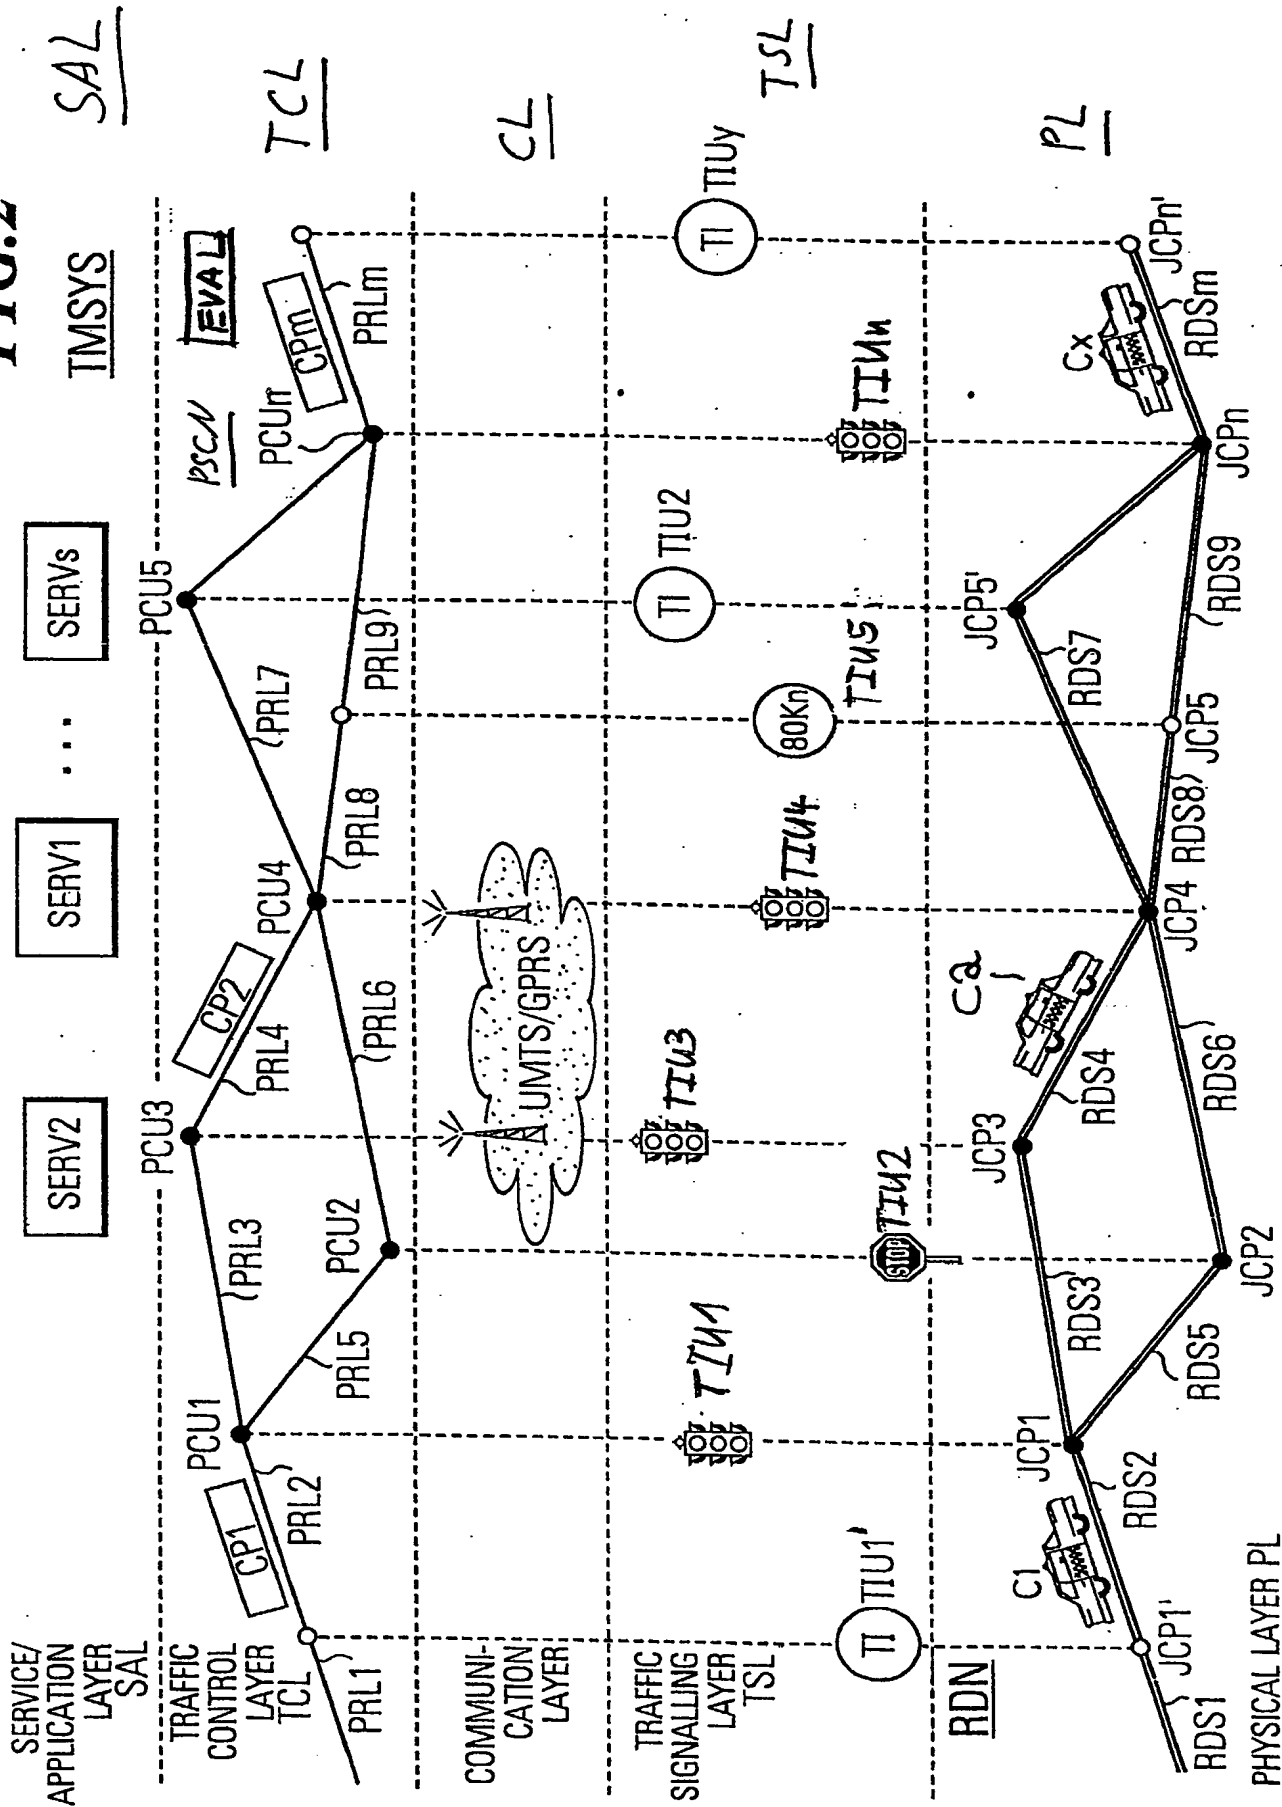 FIG.2
SAL
TMSYS
SERVICE/
APPLICATION
LAYER
SAL
SERV2
SERV1
...
SERVs
TCL
TRAFFIC
CONTROL
LAYER
TCL
PSCN
EVAL
PCU1
PCU3
PCU4
PCU5
PCUn
PCU2
CP1
CP2
CPm
PRL1
PRL2
PRL3
PRL5
PRL4
PRL6
PRL7
PRL8
PRL9
PRLm
CL
COMMUNI-
CATION
LAYER
UMTS/GPRS
TSL
TRAFFIC
SIGNALLING
LAYER
TSL
TI
TIU1'
TIU1
STOP
TIU2
TIU3
TIU4
80Kn
TIU5
TI
TIU2
TIUn
TI
TIUy
PL
RDN
C1
C2
Cx
JCP1'
JCP1
JCP3
JCP2
JCP4
JCP5'
JCP5
JCPn
JCPn'
RDS1
RDS2
RDS3
RDS5
RDS4
RDS6
RDS7
RDS8
RDS9
RDSm
PHYSICAL LAYER PL